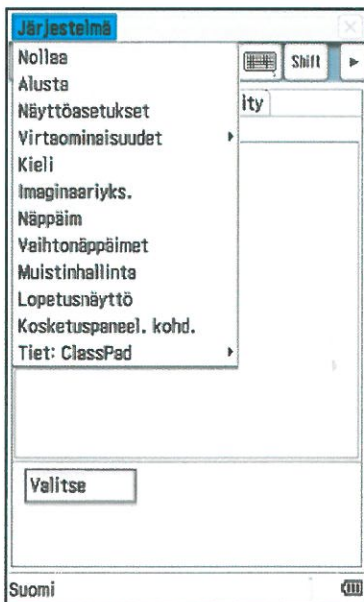 Järjestelmä
Shift
Nollaa
Alusta
Näyttöasetukset
ity
Virtaominaisuudet
Kieli
Imaginaariyks.
Näppäim
Vaihtonäppäimet
Muistinhallinta
Lopetusnäyttö
Kosketuspaneel. kohd.
Tiet: ClassPad
Valitse
Suomi